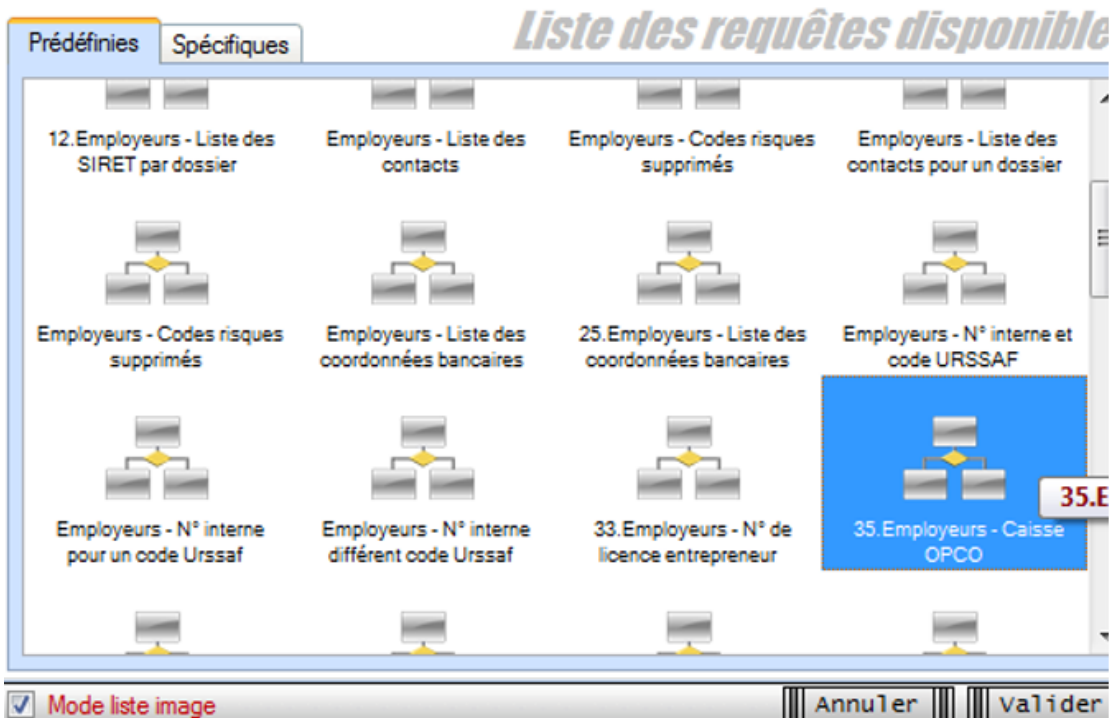 Liste des requêtes disponible
Prédéfinies Spécifiques
12.Employeurs - Liste des
SIRET par dossier
Employeurs - Liste des
contacts
Employeurs - Codes risques
supprimés
Employeurs - Liste des
contacts pour un dossier
Employeurs - Codes risques
supprimés
Employeurs - Liste des
coordonnées bancaires
25.Employeurs - Liste des
coordonnées bancaires
Employeurs - N° interne et
code URSSAF
Employeurs - N° interne
pour un code Urssaf
Employeurs - N° interne
différent code Urssaf
33.Employeurs - N° de
licence entrepreneur
35.Employeurs - Caisse
OPCO
35.E
Mode liste image
Annuler Valider